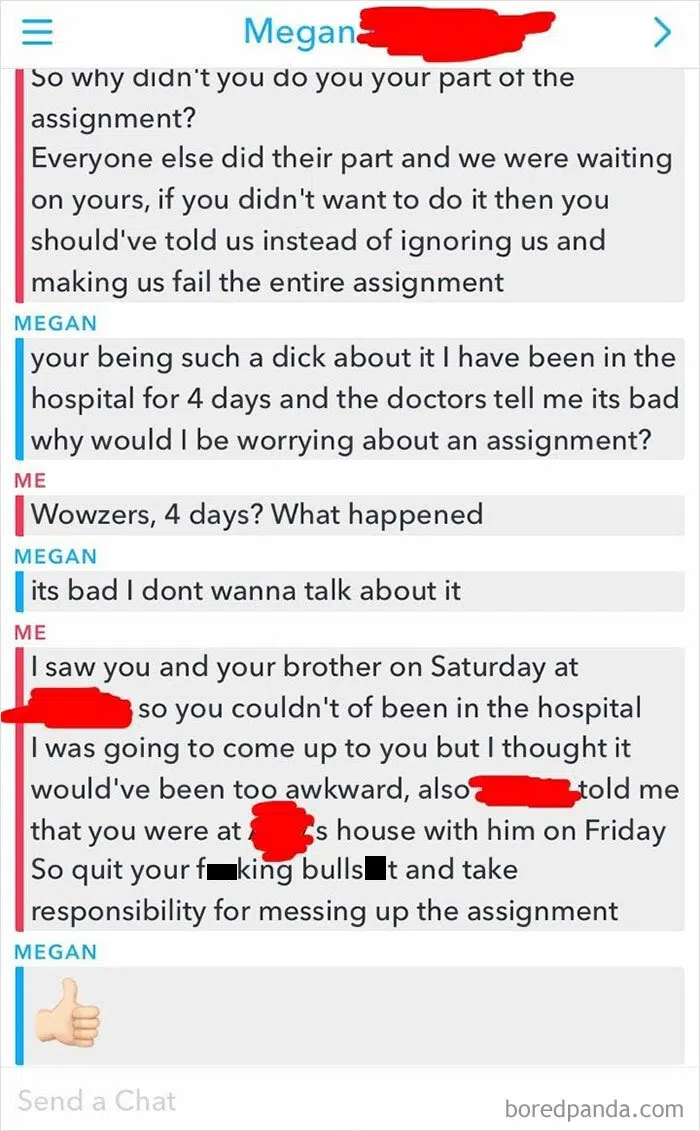 Megan
So why didn't you do you your part of the
assignment?
Everyone else did their part and we were waiting
on yours, if you didn't want to do it then you
should've told us instead of ignoring us and
making us fail the entire assignment
MEGAN
your being such a dick about it I have been in the
hospital for 4 days and the doctors tell me its bad
why would I be worrying about an assignment?
ME
Wowzers, 4 days? What happened
MEGAN
its bad I dont wanna talk about it
ME
I saw you and your brother on Saturday at
so you couldn't of been in the hospital
I was going to come up to you but I thought it
would've been too awkward, also told me
that you were at 's house with him on Friday
So quit your f king bulls t and take
responsibility for messing up the assignment
MEGAN
Send a Chat
boredpanda.com